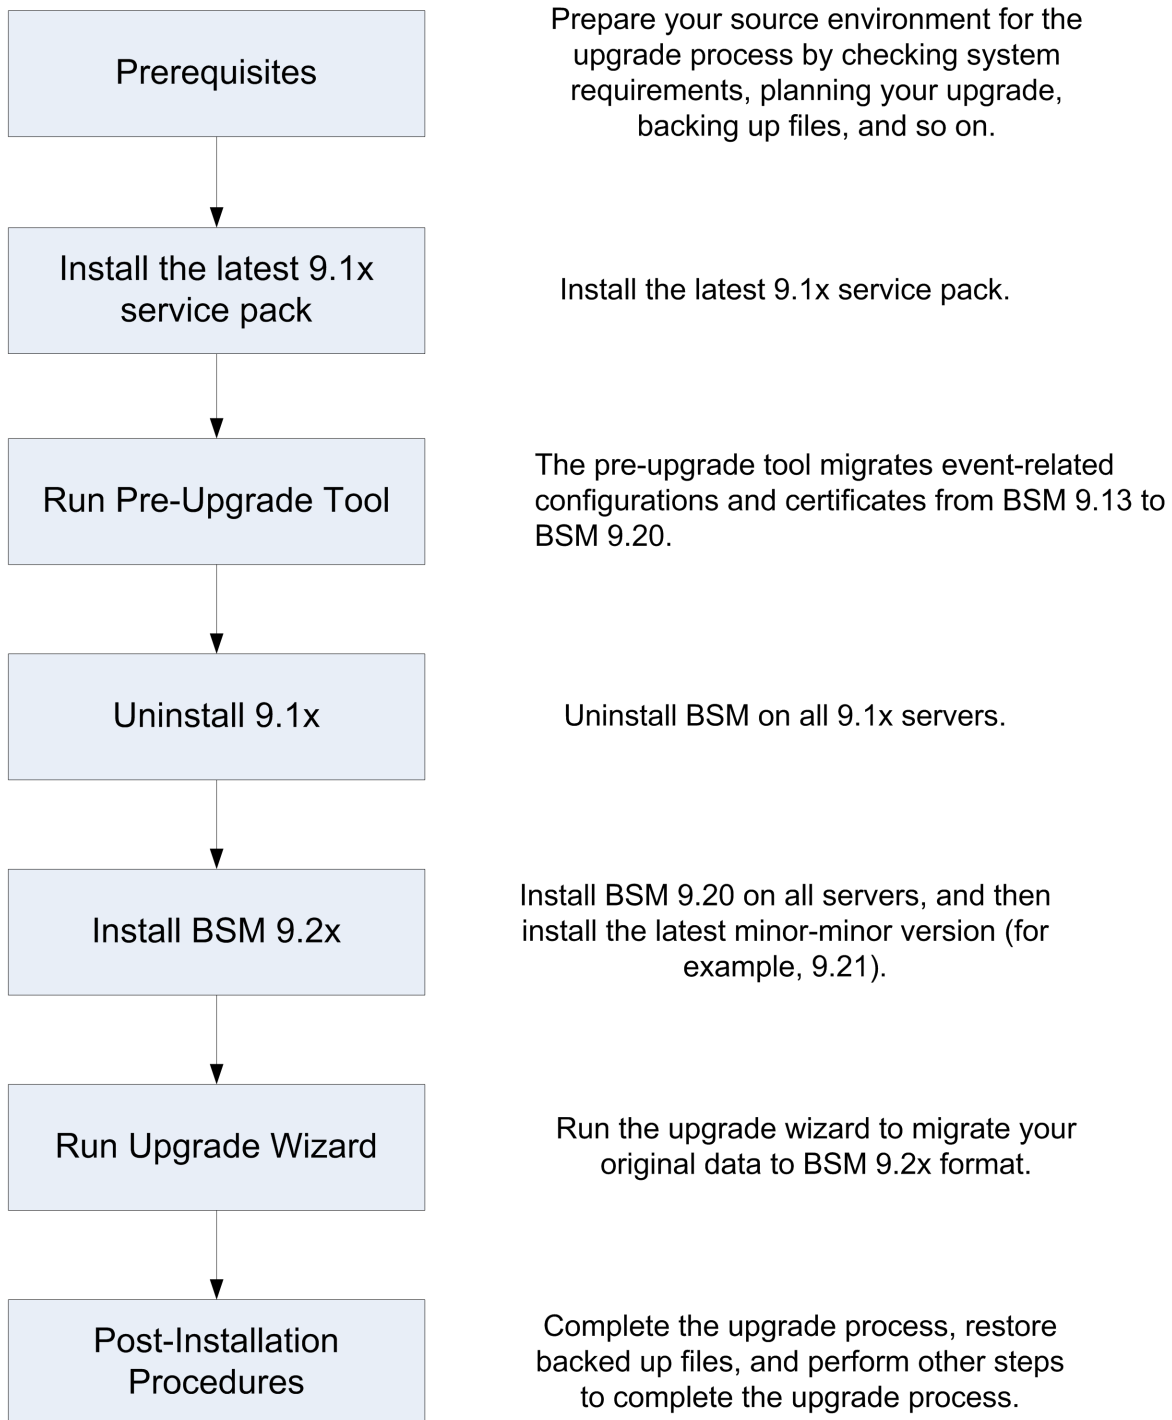 Prerequisites
Prepare your source environment for the
upgrade process by checking system
requirements, planning your upgrade,
backing up files, and so on.
Install the latest 9.1x
service pack
Install the latest 9.1x service pack.
Run Pre-Upgrade Tool
The pre-upgrade tool migrates event-related
configurations and certificates from BSM 9.13 to
BSM 9.20.
Uninstall 9.1x
Uninstall BSM on all 9.1x servers.
Install BSM 9.2x
Install BSM 9.20 on all servers, and then
install the latest minor-minor version (for
example, 9.21).
Run Upgrade Wizard
Run the upgrade wizard to migrate your
original data to BSM 9.2x format.
Post-Installation
Procedures
Complete the upgrade process, restore
backed up files, and perform other steps
to complete the upgrade process.